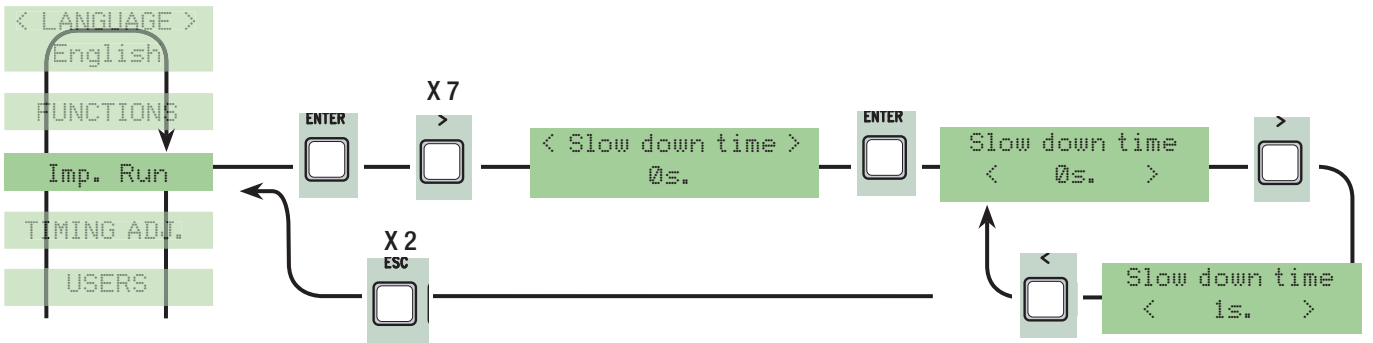 < LANGUAGE >
English
FUNCTIONS
Imp. Run
TIMING ADJ.
USERS
ENTER
X 7
>
< Slow down time >
0s.
ENTER
Slow down time
< 0s. >
>
X 2
ESC
<
Slow down time
< 1s. >